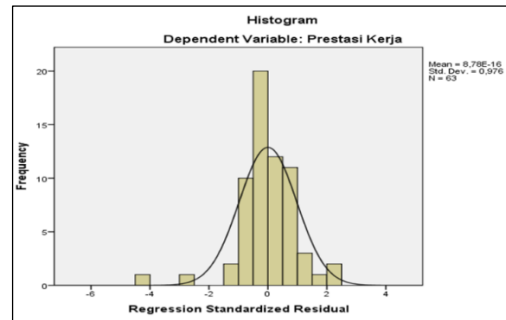 Histogram
Dependent Variable: Prestasi Kerja
Mean = 8,78E-16
Std. Dev. = 0,976
N = 63
Frequency
20
15
10
5
0
-6 -4 -2 0 2 4
Regression Standardized Residual